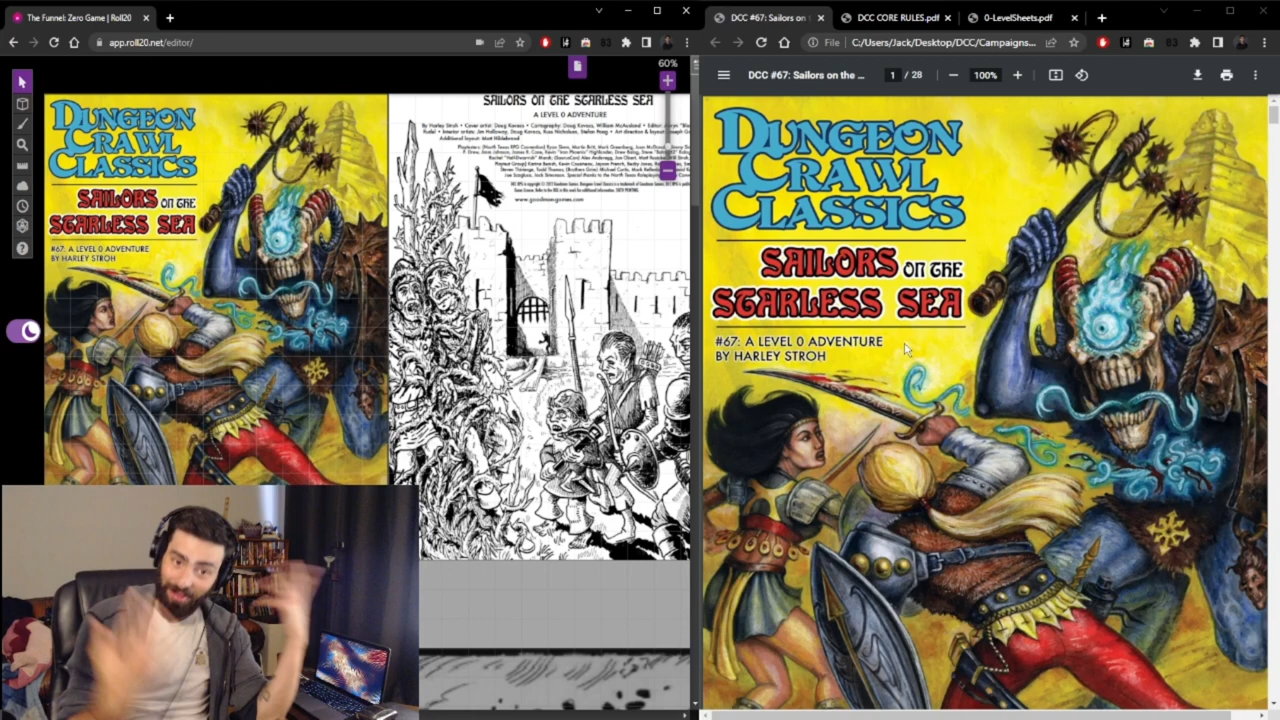 The Funnel: Zero Game | Roll20
app.roll20.net/editor/
60%
DUNGEON
CRAWL
CLASSICS
SAILORS ON THE
STARLESS SEA
#67: A LEVEL 0 ADVENTURE
BY HARLEY STROH
SAILORS ON THE STARLESS SEA
A LEVEL 0 ADVENTURE
www.goodman-games.com
DCC #67: Sailors on
DCC CORE RULES.pdf
0-LevelSheets.pdf
File
C:/Users/Jack/Desktop/DCC/Campaigns...
DCC #67: Sailors on the ...
1 / 28
100%
DUNGEON
CRAWL
CLASSICS
SAILORS ON THE
STARLESS SEA
#67: A LEVEL 0 ADVENTURE
BY HARLEY STROH